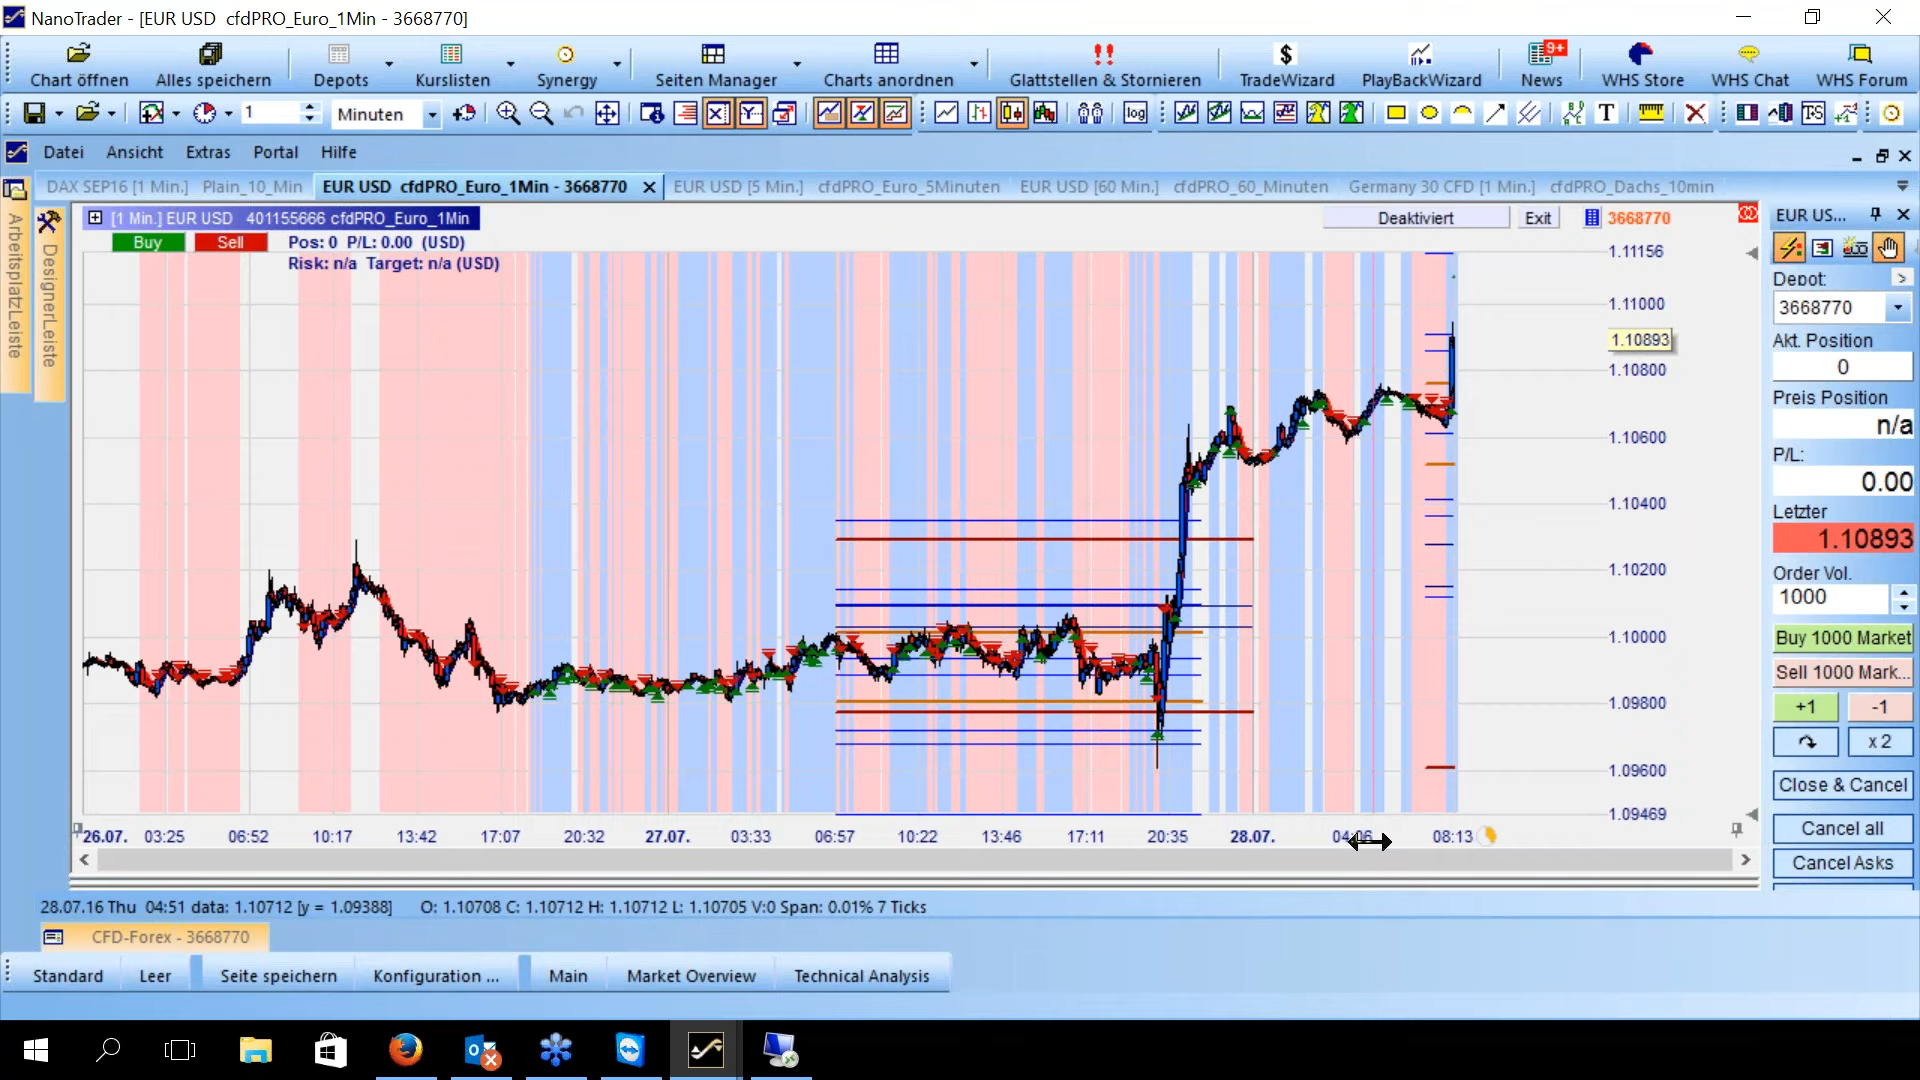 NanoTrader - [EUR USD cfdPRO_Euro_1Min - 3668770]
Chart öffnen Alles speichern Depots Kurslisten Synergy Seiten Manager Charts anordnen Glattstellen & Stornieren TradeWizard PlayBackWizard News 9+ WHS Store WHS Chat WHS Forum
1 Minuten log T TS
Datei Ansicht Extras Portal Hilfe
DAX SEP16 [1 Min.] Plain_10_Min EUR USD cfdPRO_Euro_1Min - 3668770 EUR USD [5 Min.] cfdPRO_Euro_5Minuten EUR USD [60 Min.] cfdPRO_60_Minuten Germany 30 CFD [1 Min.] cfdPRO_Dachs_10min
ArbeitsplatzLeiste
DesignerLeiste
[1 Min.] EUR USD 401155666 cfdPRO_Euro_1Min
Deaktiviert Exit 3668770
Buy Sell Pos: 0 P/L: 0.00 (USD)
Risk: n/a Target: n/a (USD)
1.11156
1.11000
1.10893
1.10800
1.10600
1.10400
1.10200
1.10000
1.09800
1.09600
1.09469
26.07. 03:25 06:52 10:17 13:42 17:07 20:32 27.07. 03:33 06:57 10:22 13:46 17:11 20:35 28.07. 04:06 08:13
EUR US...
Depot:
3668770
Akt. Position
0
Preis Position
n/a
P/L:
0.00
Letzter
1.10893
Order Vol.
1000
Buy 1000 Market
Sell 1000 Mark...
+1 -1
x 2
Close & Cancel
Cancel all
Cancel Asks
28.07.16 Thu 04:51 data: 1.10712 [y = 1.09388] O: 1.10708 C: 1.10712 H: 1.10712 L: 1.10705 V:0 Span: 0.01% 7 Ticks
CFD-Forex - 3668770
Standard Leer Seite speichern Konfiguration ... Main Market Overview Technical Analysis